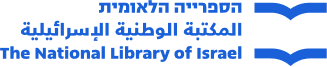 הספרייה הלאומית
المكتبة الوطنية الإسرائيلية
The National Library of Israel